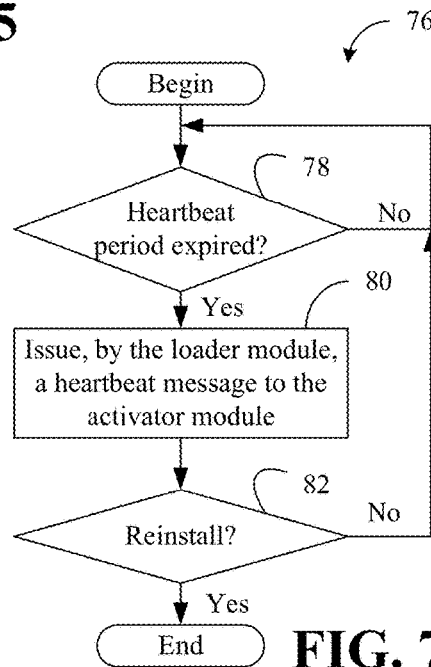 5
76
Begin
78
Heartbeat
period expired?
No
Yes
80
Issue, by the loader module,
a heartbeat message to the
activator module
82
Reinstall?
No
Yes
End
FIG. 7